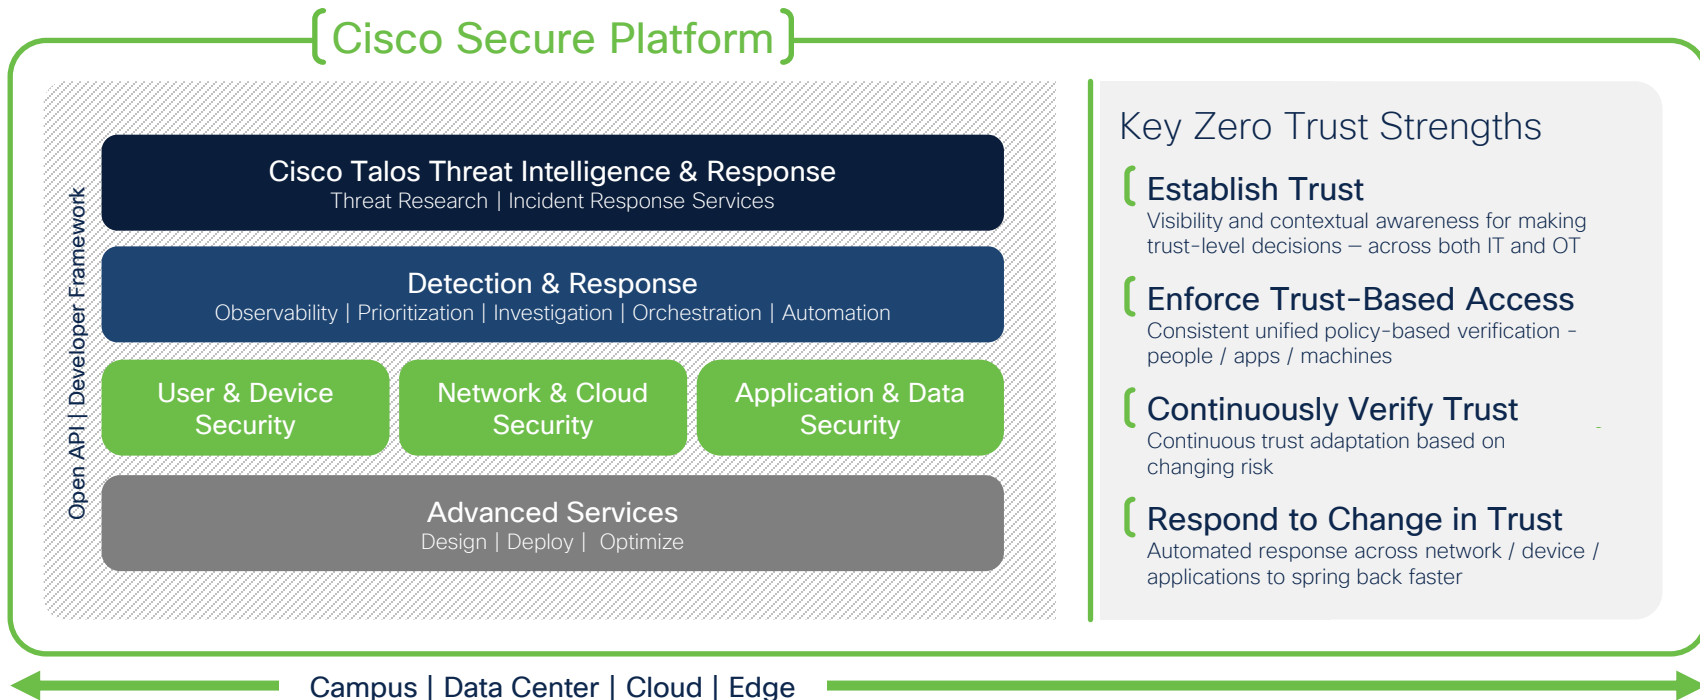 Cisco Secure Platform
Open API | Developer Framework
Cisco Talos Threat Intelligence & Response
Threat Research | Incident Response Services
Detection & Response
Observability | Prioritization | Investigation | Orchestration | Automation
User & Device
Security
Network & Cloud
Security
Application & Data
Security
Advanced Services
Design | Deploy | Optimize
Key Zero Trust Strengths
Establish Trust
Visibility and contextual awareness for making
trust-level decisions – across both IT and OT
Enforce Trust-Based Access
Consistent unified policy-based verification -
people / apps / machines
Continuously Verify Trust
Continuous trust adaptation based on
changing risk
Respond to Change in Trust
Automated response across network / device /
applications to spring back faster
Campus | Data Center | Cloud | Edge